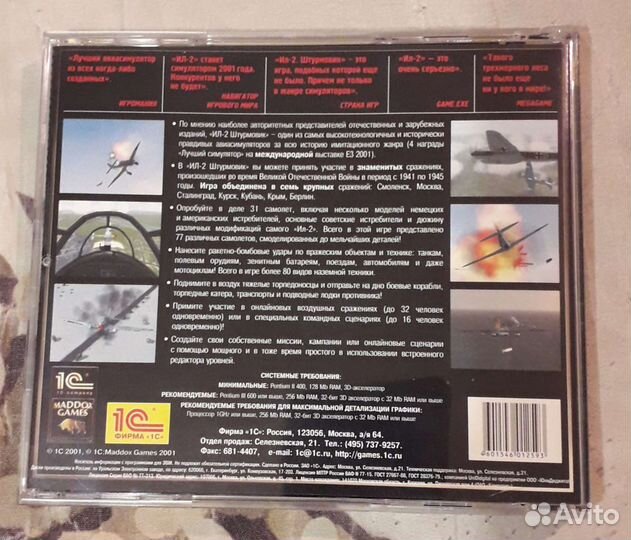 «Лучший авиасимулятор
из всех когда-либо
созданных».
ИГРОМАНИЯ
«ИЛ-2» станет
симулятором 2001 года.
Конкурентов у него
не будет».
НАВИГАТОР
ИГРОВОГО МИРА
«Ил-2. Штурмовик» – это
игра, подобных которой еще
не было. Причем не только
в жанре симуляторов».
СТРАНА ИГР
«Ил-2» – это
очень серьезно».
GAME.EXE
«Такого
трехмерного леса
не было еще
ни у кого в мире!»
MEGAGAME
• По мнению наиболее авторитетных представителей отечественных и зарубежных
изданий, «ИЛ-2 Штурмовик» – один из самых высокотехнологичных и исторически
правдивых авиасимуляторов за всю историю имитационного жанра (4 награды
«Лучший симулятор» на международной выставке E3 2001).
• В «ИЛ-2 Штурмовик» вы можете принять участие в знаменитых сражениях,
произошедших во время Великой Отечественной Войны в период с 1941 по 1945
годы. Игра объединена в семь крупных сражений: Смоленск, Москва,
Сталинград, Курск, Кубань, Крым, Берлин.
• Опробуйте в деле 31 самолет, включая несколько моделей немецких
и американских истребителей, основные советские истребители и дюжину
различных модификаций самого «Ил-2». Всего в этой игре представлено
77 различных самолетов, смоделированных до мельчайших деталей!
• Нанесите ракетно-бомбовые удары по вражеским объектам и технике: танкам,
полевым орудиям, зенитным батареям, поездам, автомобилям и даже
мотоциклам! Всего в игре более 80 видов наземной техники.
• Поднимите в воздух тяжелые торпедоносцы и отправьте на дно боевые корабли,
торпедные катера, транспорты и подводные лодки противника!
• Примите участие в онлайновых воздушных сражениях (до 32 человек
одновременно) или в специальных командных сценариях (до 16 человек
одновременно)!
• Создайте свои собственные миссии, кампании или онлайновые сценарии
с помощью мощного и в тоже время простого в использовании встроенного
редактора уровней.
СИСТЕМНЫЕ ТРЕБОВАНИЯ:
МИНИМАЛЬНЫЕ: Pentium II 400, 128 Mb RAM, 3D-акселератор
РЕКОМЕНДУЕМЫЕ: Pentium III 600 или выше, 256 Mb RAM, 32-бит 3D акселератор с 32 Mb RAM или выше
РЕКОМЕНДУЕМЫЕ ТРЕБОВАНИЯ ДЛЯ МАКСИМАЛЬНОЙ ДЕТАЛИЗАЦИИ ГРАФИКИ:
Процессор 1GHz или выше, 256 Mb RAM, 32-бит 3D акселератор с 32 Mb RAM или выше
1С
MADDOX
GAMES
1С
ФИРМА «1С»
Фирма «1С»: Россия, 123056, Москва, а/я 64.
Отдел продаж: Селезневская, 21. Тел.: (495) 737-9257.
Факс: 681-4407, e-mail: 1c@1c.ru, http://games.1c.ru
© 1С 2001, © 1С:Maddox Games 2001
4601546012593
Avito